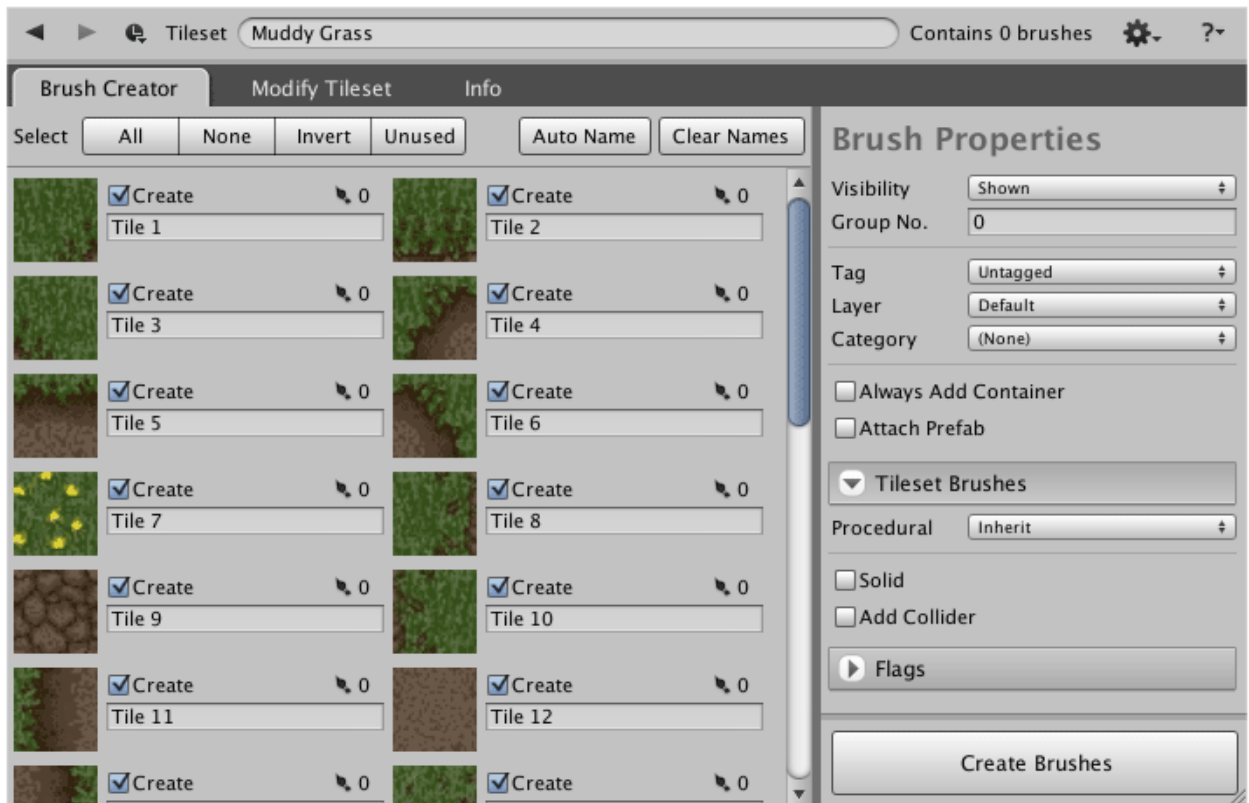 Tileset Muddy Grass Contains 0 brushes ?
Brush Creator Modify Tileset Info
Select All None Invert Unused Auto Name Clear Names
Create 0 Create 0
Tile 1 Tile 2
Create 0 Create 0
Tile 3 Tile 4
Create 0 Create 0
Tile 5 Tile 6
Create 0 Create 0
Tile 7 Tile 8
Create 0 Create 0
Tile 9 Tile 10
Create 0 Create 0
Tile 11 Tile 12
Create 0 Create 0
Brush Properties
Visibility Shown
Group No. 0
Tag Untagged
Layer Default
Category (None)
Always Add Container
Attach Prefab
Tileset Brushes
Procedural Inherit
Solid
Add Collider
Flags
Create Brushes